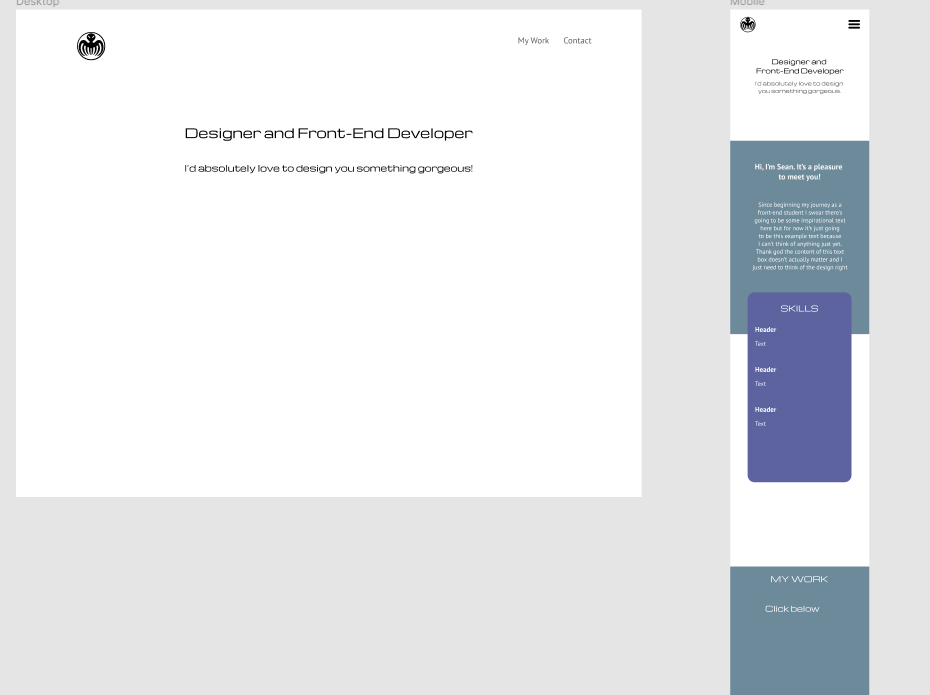 Desktop
My Work Contact
Designer and Front-End Developer
I'd absolutely love to design you something gorgeous!
Mobile
Designer and
Front-End Developer
I'd absolutely love to design
you something gorgeous.
Hi, I'm Sean. It's a pleasure
to meet you!
Since beginning my journey as a
front-end student I swear there's
going to be some inspirational text
here but for now it's just going
to be this example text because
I can't think of anything just yet.
Thank god the content of this text
box doesn't actually matter and I
just need to think of the design right
SKILLS
Header
Text
Header
Text
Header
Text
MY WORK
Click below